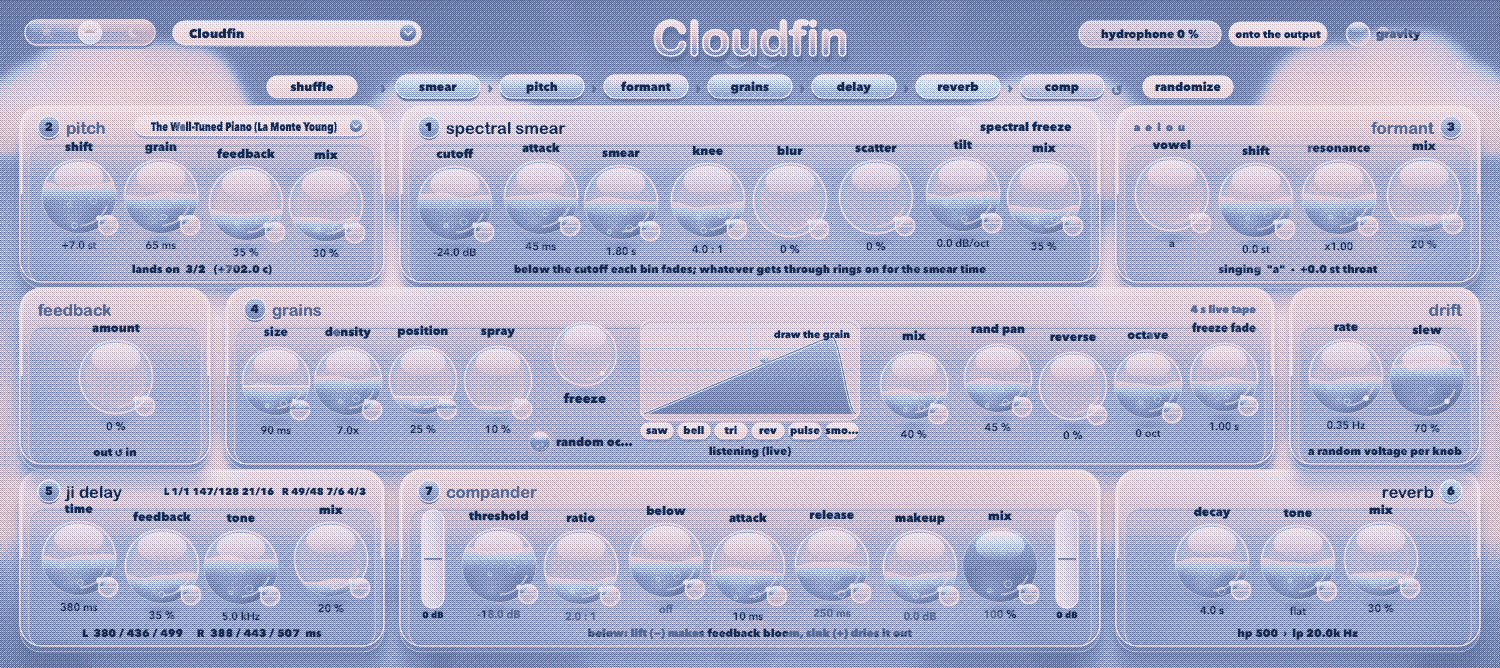 Cloudfin
Cloudfin
hydrophone 0 %
onto the output
gravity
shuffle › smear › pitch › formant › grains › delay › reverb › comp ↺ randomize
2 pitch
The Well-Tuned Piano (La Monte Young)
shift grain feedback mix
+7.0 st 65 ms 35 % 30 %
lands on 3/2 (+702.0 c)
1 spectral smear
spectral freeze
cutoff attack smear knee blur scatter tilt mix
-24.0 dB 45 ms 1.80 s 4.0 : 1 0 % 0 % 0.0 dB/oct 35 %
below the cutoff each bin fades; whatever gets through rings on for the smear time
a e i o u
formant 3
vowel shift resonance mix
a 0.0 st x1.00 20 %
singing "a" · +0.0 st throat
feedback
amount
0 %
out ↺ in
4 grains
4 s live tape
size density position spray
90 ms 7.0x 25 % 10 %
freeze
random oc...
draw the grain
saw bell tri rev pulse smo...
listening (live)
mix rand pan reverse octave freeze fade
40 % 45 % 0 % 0 oct 1.00 s
drift
rate slew
0.35 Hz 70 %
a random voltage per knob
5 ji delay
L 1/1 147/128 21/16 R 49/48 7/6 4/3
time feedback tone mix
380 ms 35 % 5.0 kHz 20 %
L 380 / 436 / 499 R 388 / 443 / 507 ms
7 compander
threshold ratio below attack release makeup mix
0 dB -18.0 dB 2.0 : 1 off 10 ms 250 ms 0.0 dB 100 % 0 dB
below: lift (−) makes feedback bloom, sink (+) dries it out
reverb 6
decay tone mix
4.0 s flat 30 %
hp 500 › lp 20.0k Hz